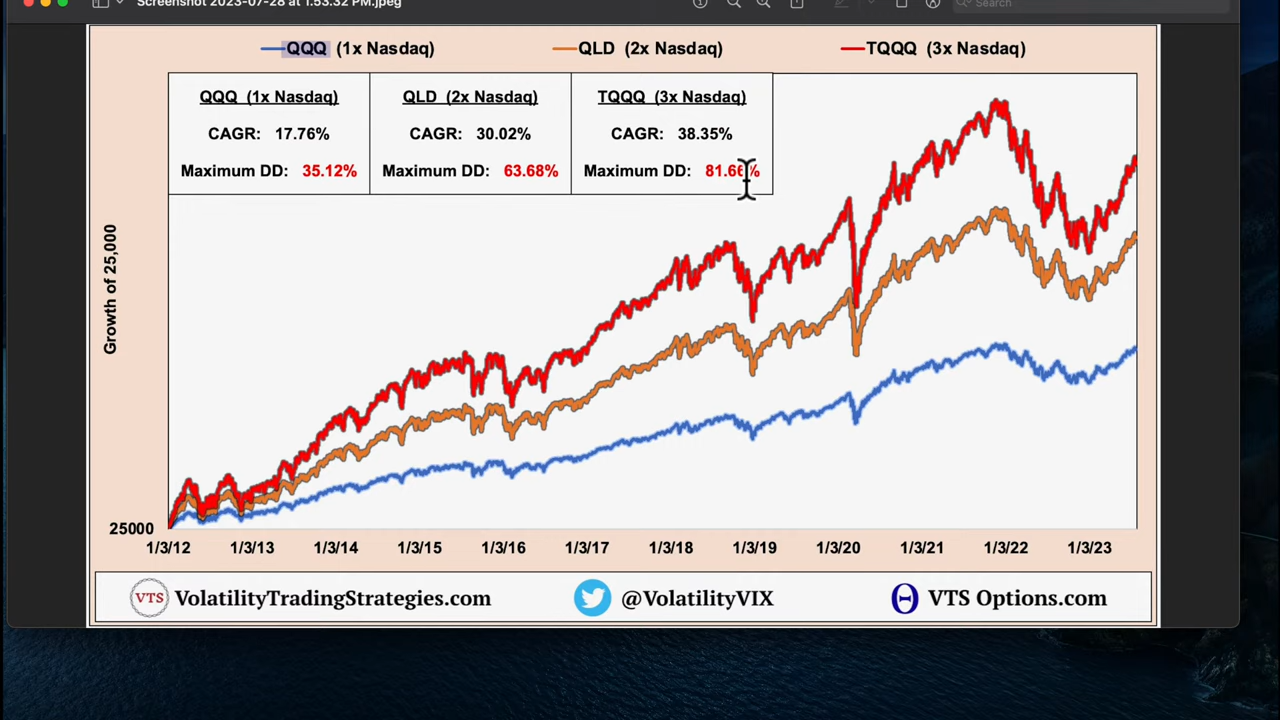 Screenshot 2023-07-28 at 1.53.32 PM.jpeg
Search
QQQ (1x Nasdaq) QLD (2x Nasdaq) TQQQ (3x Nasdaq)
QQQ (1x Nasdaq) QLD (2x Nasdaq) TQQQ (3x Nasdaq)
CAGR: 17.76% CAGR: 30.02% CAGR: 38.35%
Maximum DD: 35.12% Maximum DD: 63.68% Maximum DD: 81.66%
Growth of 25,000
25000
1/3/12 1/3/13 1/3/14 1/3/15 1/3/16 1/3/17 1/3/18 1/3/19 1/3/20 1/3/21 1/3/22 1/3/23
VTS VolatilityTradingStrategies.com @VolatilityVIX VTS Options.com